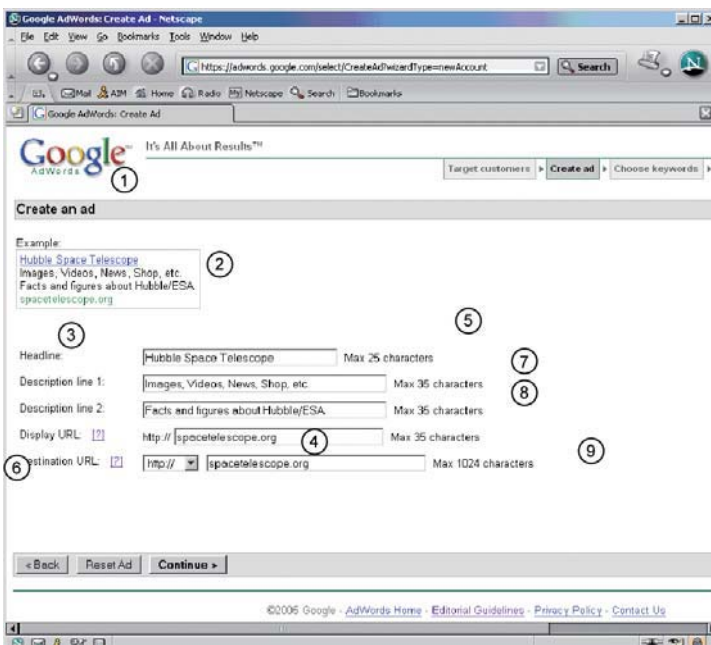 Google AdWords: Create Ad - Netscape
File Edit View Go Bookmarks Tools Window Help
https://adwords.google.com/select/CreateAd?wizardType=newAccount Search
Mail AIM Home Radio Netscape Search Bookmarks
Google AdWords: Create Ad
Google™ It's All About Results™
AdWords
1
Target customers Create ad Choose keywords
Create an ad
Example:
Hubble Space Telescope
Images, Videos, News, Shop, etc.
Facts and figures about Hubble/ESA
spacetelescope.org
2
3
5
Headline: Hubble Space Telescope Max 25 characters
7
Description line 1: Images, Videos, News, Shop, etc. Max 35 characters
8
Description line 2: Facts and figures about Hubble/ESA Max 35 characters
Display URL: [?] http:// spacetelescope.org Max 35 characters
4
9
6
estination URL: [?] http:// spacetelescope.org Max 1024 characters
« Back Reset Ad Continue »
Google - AdWords Home - Editorial Guidelines - Privacy Policy - Contact Us